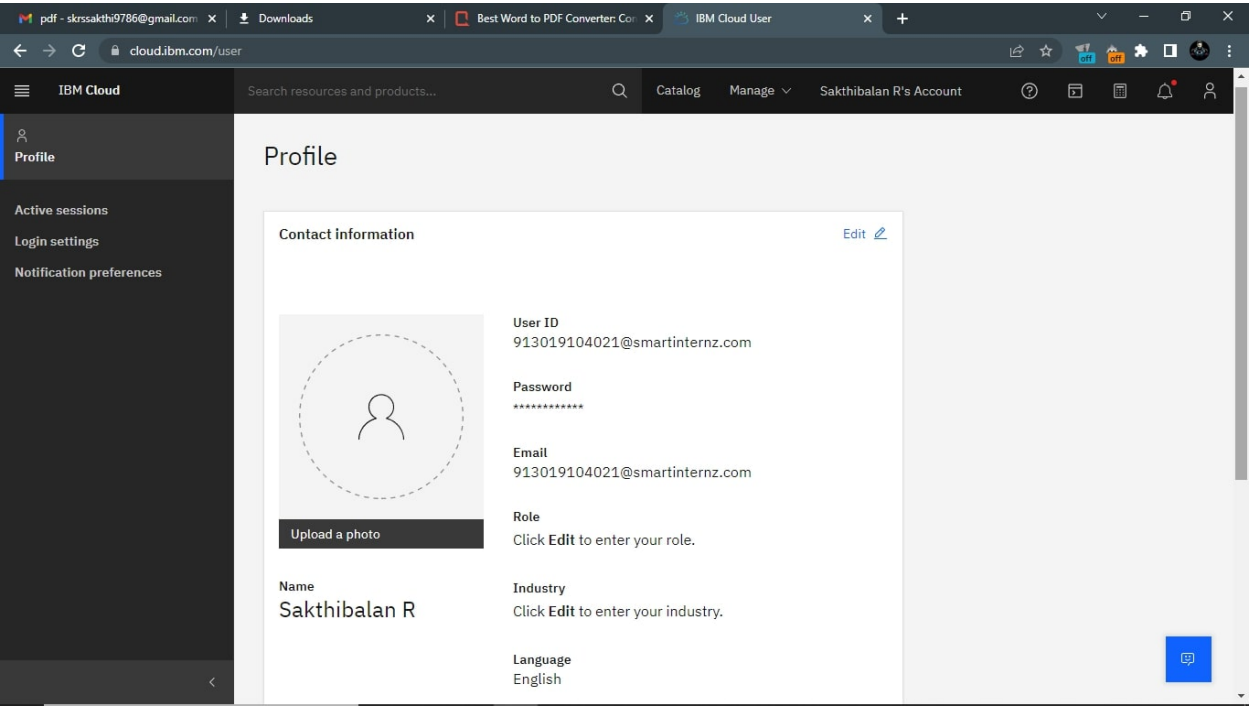 pdf - skrssakthi9786@gmail.com
Downloads
Best Word to PDF Converter: Con
IBM Cloud User
cloud.ibm.com/user
off
off
IBM Cloud
Search resources and products...
Catalog
Manage
Sakthibalan R's Account
Profile
Active sessions
Login settings
Notification preferences
Profile
Contact information
Edit
Upload a photo
Name
Sakthibalan R
User ID
913019104021@smartinternz.com
Password
************
Email
913019104021@smartinternz.com
Role
Click Edit to enter your role.
Industry
Click Edit to enter your industry.
Language
English